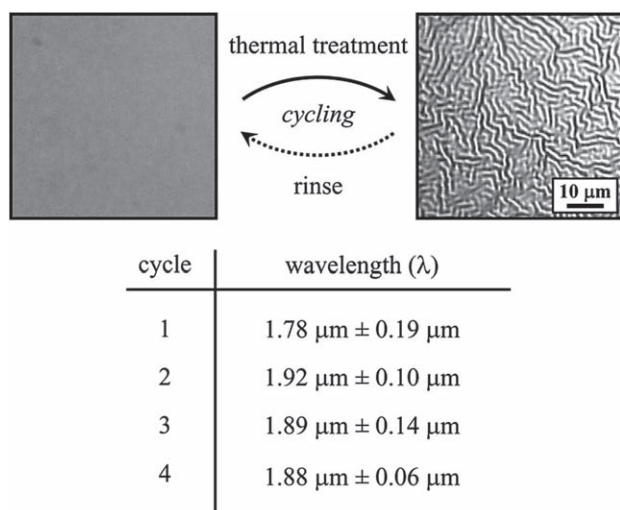 thermal treatment
cycling
rinse
10 μm
cycle wavelength (λ)
1 1.78 μm ± 0.19 μm
2 1.92 μm ± 0.10 μm
3 1.89 μm ± 0.14 μm
4 1.88 μm ± 0.06 μm